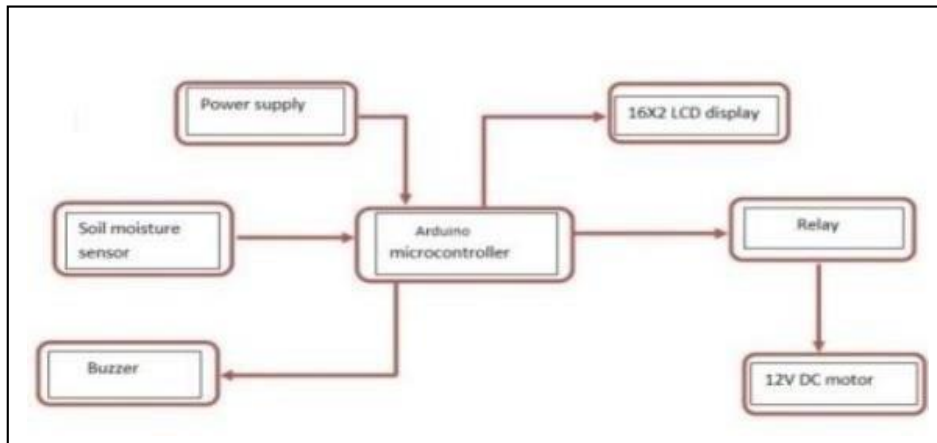 Power supply
16X2 LCD display
Soil moisture
sensor
Arduino
microcontroller
Relay
Buzzer
12V DC motor